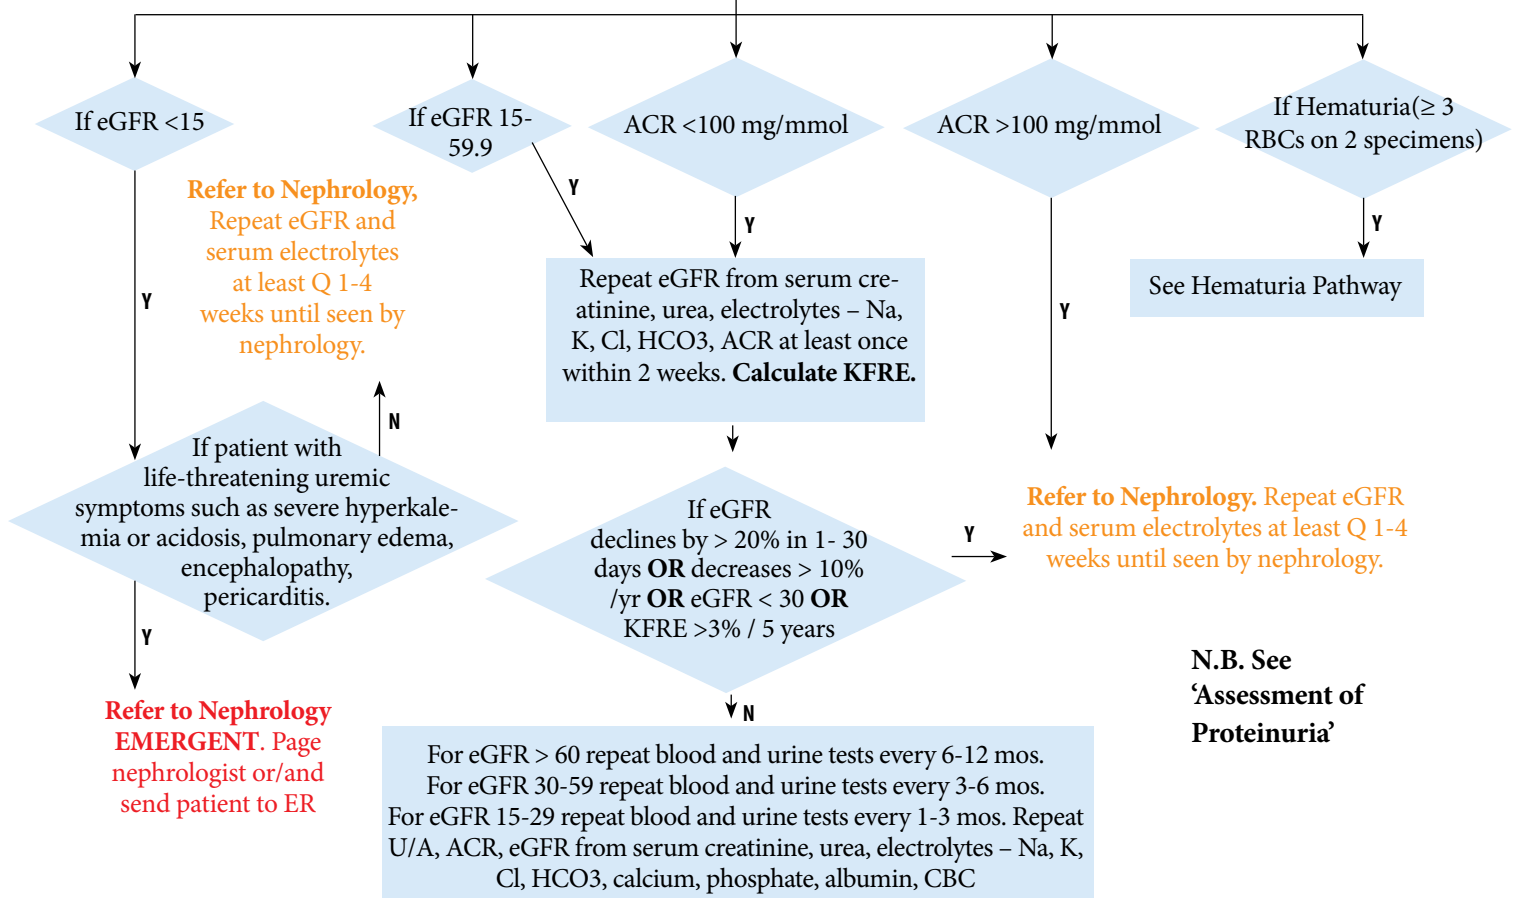 If eGFR <15
If eGFR 15-
59.9
ACR <100 mg/mmol
ACR >100 mg/mmol
If Hematuria(≥ 3
RBCs on 2 specimens)
Y
Y
Y
Y
Y
Refer to Nephrology,
Repeat eGFR and
serum electrolytes
at least Q 1-4
weeks until seen by
nephrology.
N
Repeat eGFR from serum cre-
atinine, urea, electrolytes – Na,
K, Cl, HCO3, ACR at least once
within 2 weeks. Calculate KFRE.
See Hematuria Pathway
If patient with
life-threatening uremic
symptoms such as severe hyperkale-
mia or acidosis, pulmonary edema,
encephalopathy,
pericarditis.
Y
Refer to Nephrology
EMERGENT. Page
nephrologist or/and
send patient to ER
If eGFR
declines by > 20% in 1- 30
days OR decreases > 10%
/yr OR eGFR < 30 OR
KFRE >3% / 5 years
Y
N
Refer to Nephrology. Repeat eGFR
and serum electrolytes at least Q 1-4
weeks until seen by nephrology.
N.B. See
‘Assessment of
Proteinuria’
For eGFR > 60 repeat blood and urine tests every 6-12 mos.
For eGFR 30-59 repeat blood and urine tests every 3-6 mos.
For eGFR 15-29 repeat blood and urine tests every 1-3 mos. Repeat
U/A, ACR, eGFR from serum creatinine, urea, electrolytes – Na, K,
Cl, HCO3, calcium, phosphate, albumin, CBC